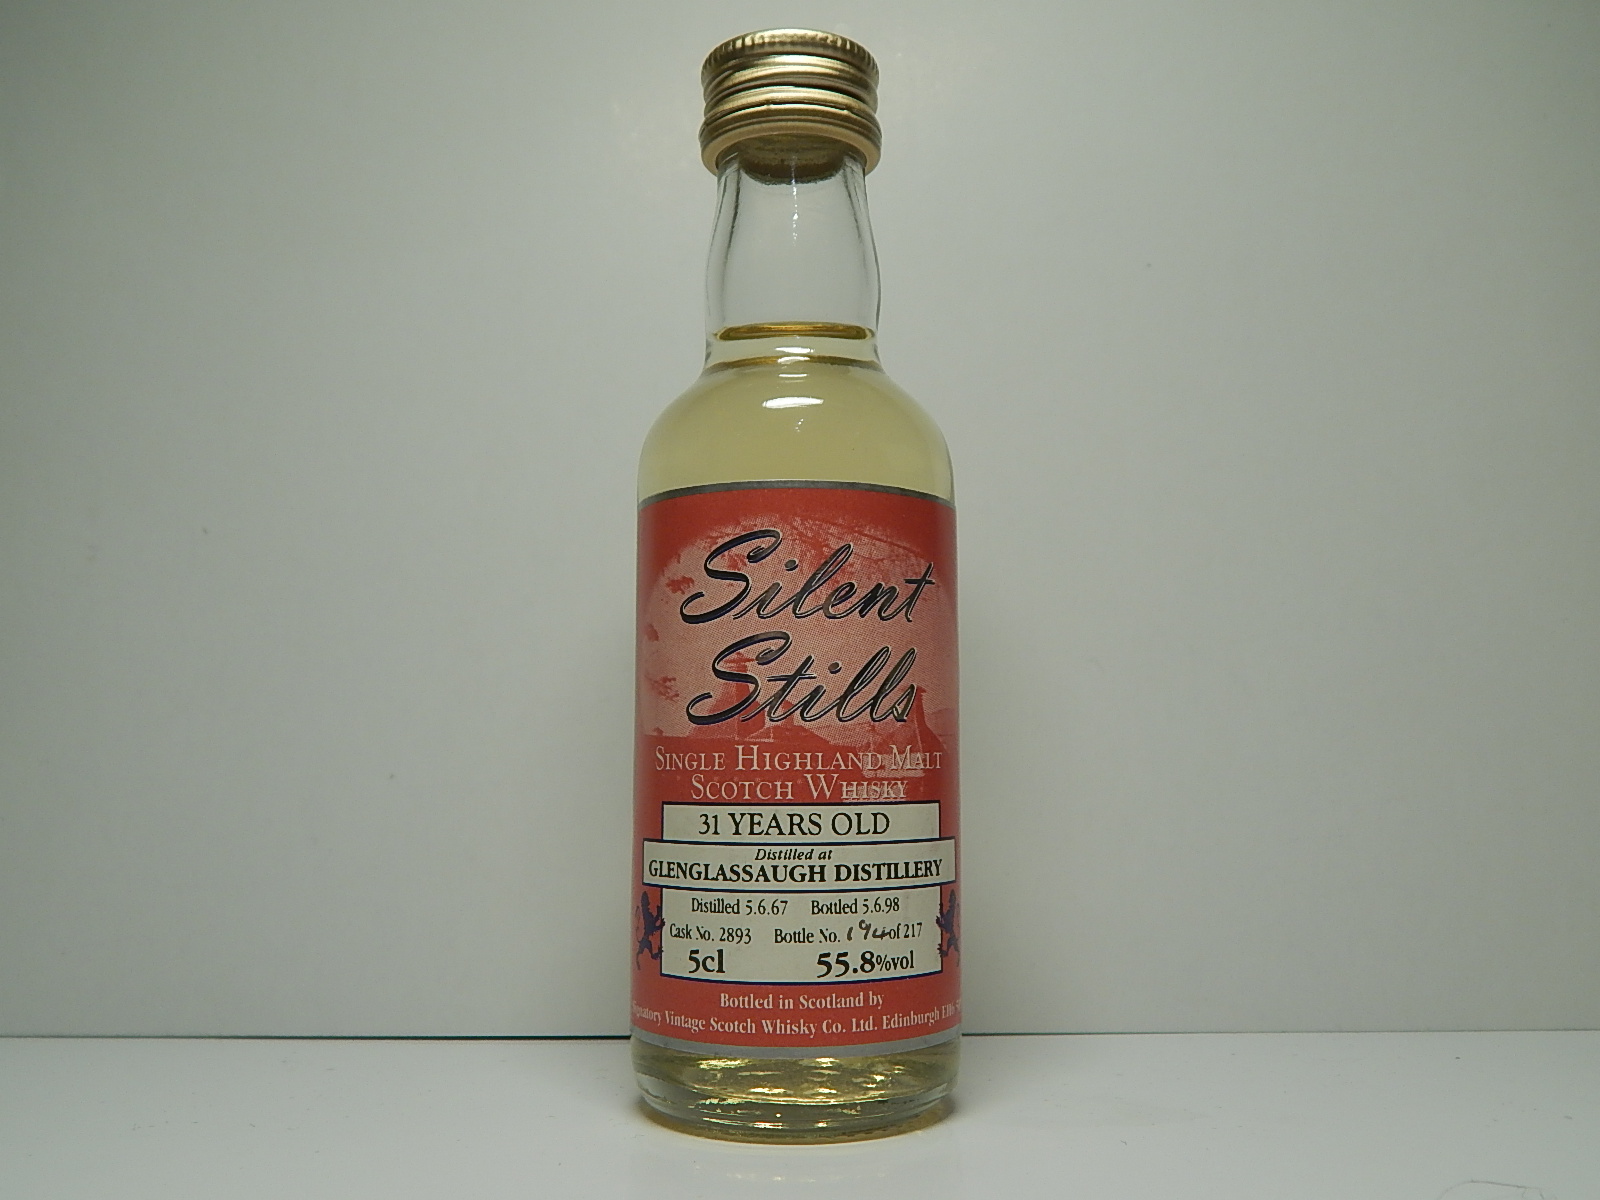 Silent
Stills
SINGLE HIGHLAND MALT
SCOTCH WHISKY
31 YEARS OLD
Distilled at
GLENGLASSAUGH DISTILLERY
Distilled 5.6.67 Bottled 5.6.98
Cask No. 2893 Bottle No. 194 of 217
5cl 55.8%vol
Bottled in Scotland by
Vintage Scotch Whisky Co. Ltd. Edinburgh